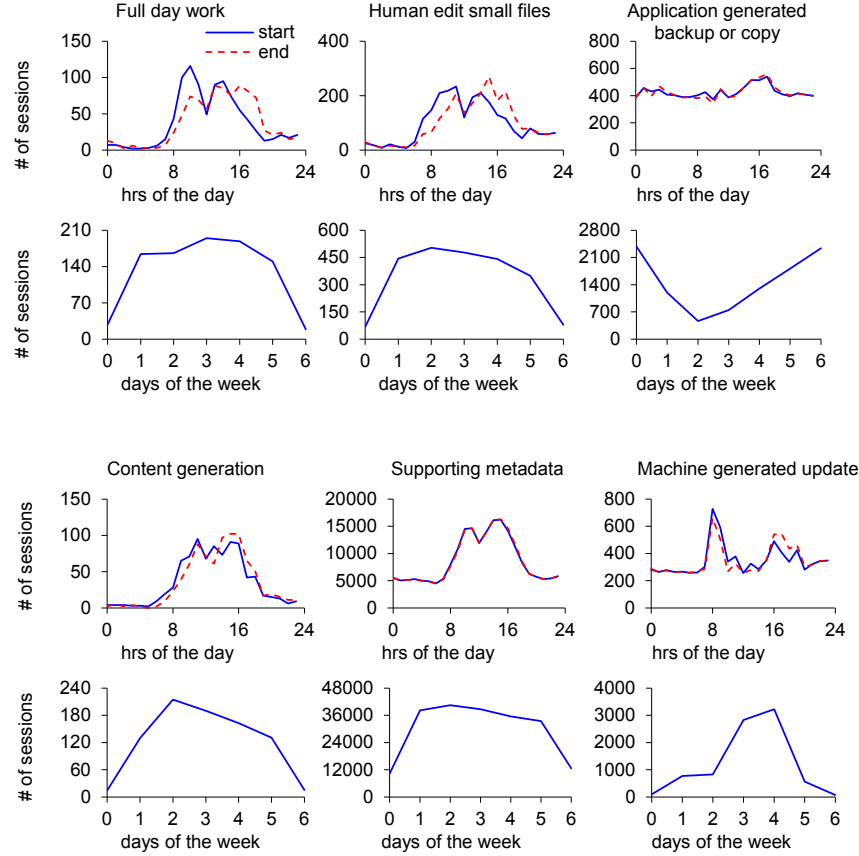 Full day work
Human edit small files
Application generated
backup or copy
start
end
# of sessions
150
100
50
0
0 8 16 24
hrs of the day
400
200
0
0 8 16 24
hrs of the day
800
600
400
200
0
0 8 16 24
hrs of the day
# of sessions
210
140
70
0
0 1 2 3 4 5 6
days of the week
600
450
300
150
0
0 1 2 3 4 5 6
days of the week
2800
2100
1400
700
0
0 1 2 3 4 5 6
days of the week
Content generation
Supporting metadata
Machine generated update
# of sessions
150
100
50
0
0 8 16 24
hrs of the day
20000
15000
10000
5000
0
0 8 16 24
hrs of the day
800
600
400
200
0
0 8 16 24
hrs of the day
# of sessions
240
180
120
60
0
0 1 2 3 4 5 6
days of the week
48000
36000
24000
12000
0
0 1 2 3 4 5 6
days of the week
4000
3000
2000
1000
0
0 1 2 3 4 5 6
days of the week